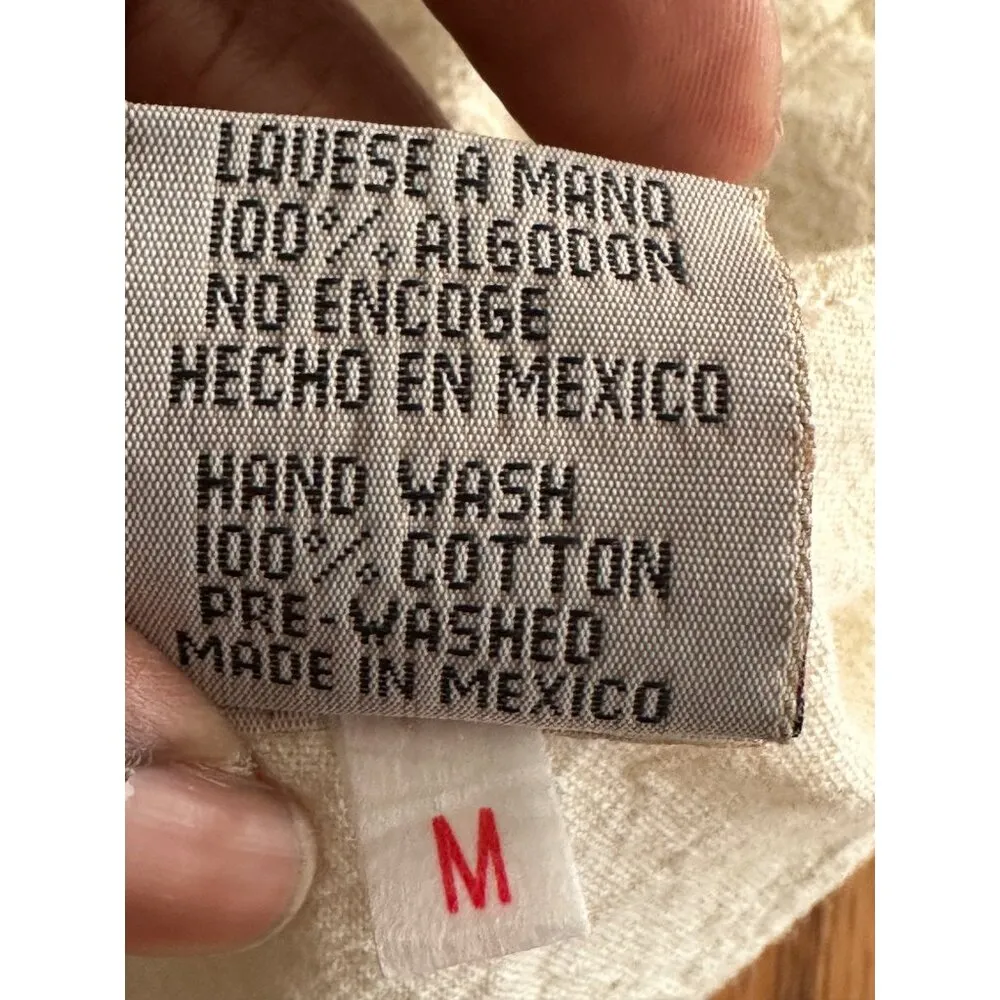 LAVESE A MANO
100% ALGODON
NO ENCOGE
HECHO EN MEXICO
HAND WASH
100% COTTON
PRE-WASHED
MADE IN MEXICO
M